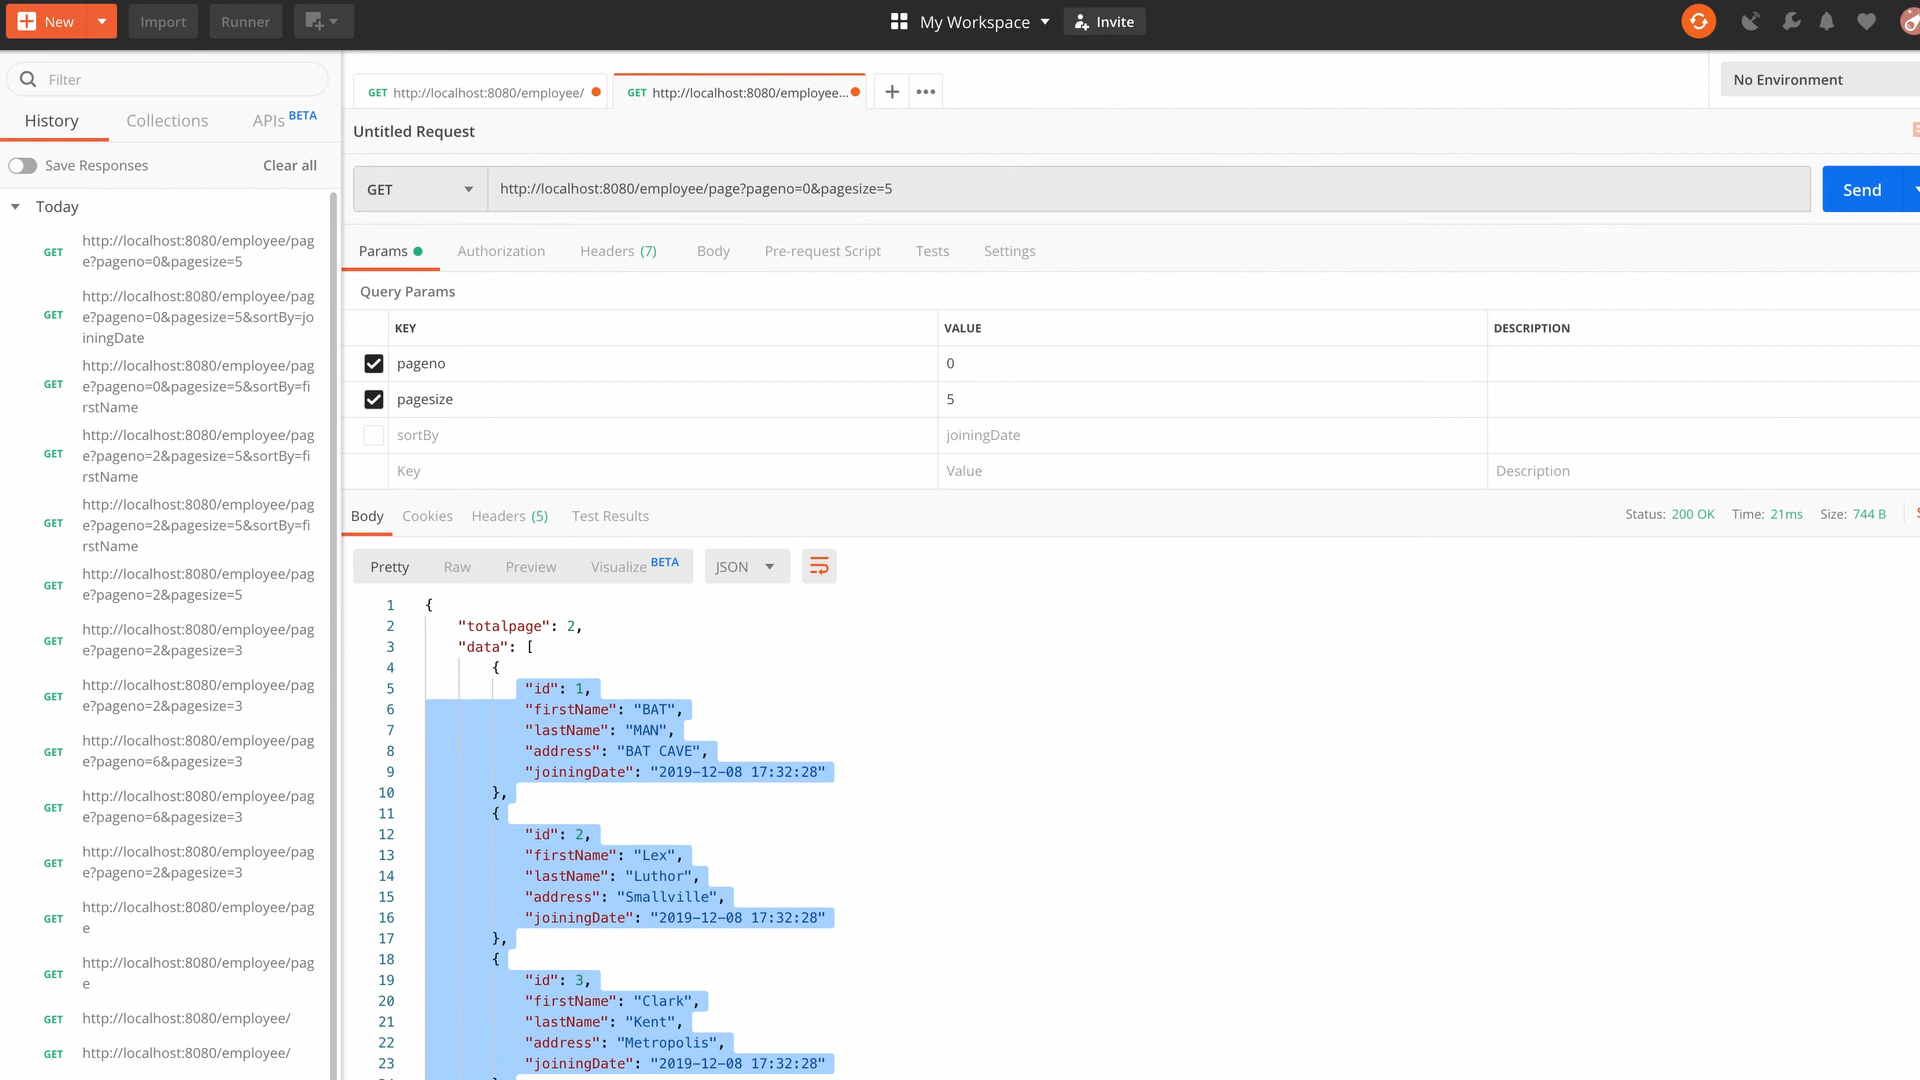 New
Import
Runner
My Workspace
Invite
Filter
History
Collections
APIs BETA
Save Responses
Clear all
Today
GET http://localhost:8080/employee/pag
e?pageno=0&pagesize=5
GET http://localhost:8080/employee/pag
e?pageno=0&pagesize=5&sortBy=jo
iningDate
GET http://localhost:8080/employee/pag
e?pageno=0&pagesize=5&sortBy=fi
rstName
GET http://localhost:8080/employee/pag
e?pageno=2&pagesize=5&sortBy=fi
rstName
GET http://localhost:8080/employee/pag
e?pageno=2&pagesize=5&sortBy=fi
rstName
GET http://localhost:8080/employee/pag
e?pageno=2&pagesize=5
GET http://localhost:8080/employee/pag
e?pageno=2&pagesize=3
GET http://localhost:8080/employee/pag
e?pageno=2&pagesize=3
GET http://localhost:8080/employee/pag
e?pageno=6&pagesize=3
GET http://localhost:8080/employee/pag
e?pageno=6&pagesize=3
GET http://localhost:8080/employee/pag
e?pageno=2&pagesize=3
GET http://localhost:8080/employee/pag
e
GET http://localhost:8080/employee/pag
e
GET http://localhost:8080/employee/
GET http://localhost:8080/employee/
GET http://localhost:8080/employee/
GET http://localhost:8080/employee...
No Environment
Untitled Request
GET http://localhost:8080/employee/page?pageno=0&pagesize=5
Send
Params Authorization Headers (7) Body Pre-request Script Tests Settings
Query Params
KEY VALUE DESCRIPTION
pageno 0
pagesize 5
sortBy joiningDate
Key Value Description
Body Cookies Headers (5) Test Results
Status: 200 OK Time: 21ms Size: 744 B
Pretty Raw Preview Visualize BETA JSON
1 {
2 "totalpage": 2,
3 "data": [
4 {
5 "id": 1,
6 "firstName": "BAT",
7 "lastName": "MAN",
8 "address": "BAT CAVE",
9 "joiningDate": "2019-12-08 17:32:28"
10 },
11 {
12 "id": 2,
13 "firstName": "Lex",
14 "lastName": "Luthor",
15 "address": "Smallville",
16 "joiningDate": "2019-12-08 17:32:28"
17 },
18 {
19 "id": 3,
20 "firstName": "Clark",
21 "lastName": "Kent",
22 "address": "Metropolis",
23 "joiningDate": "2019-12-08 17:32:28"